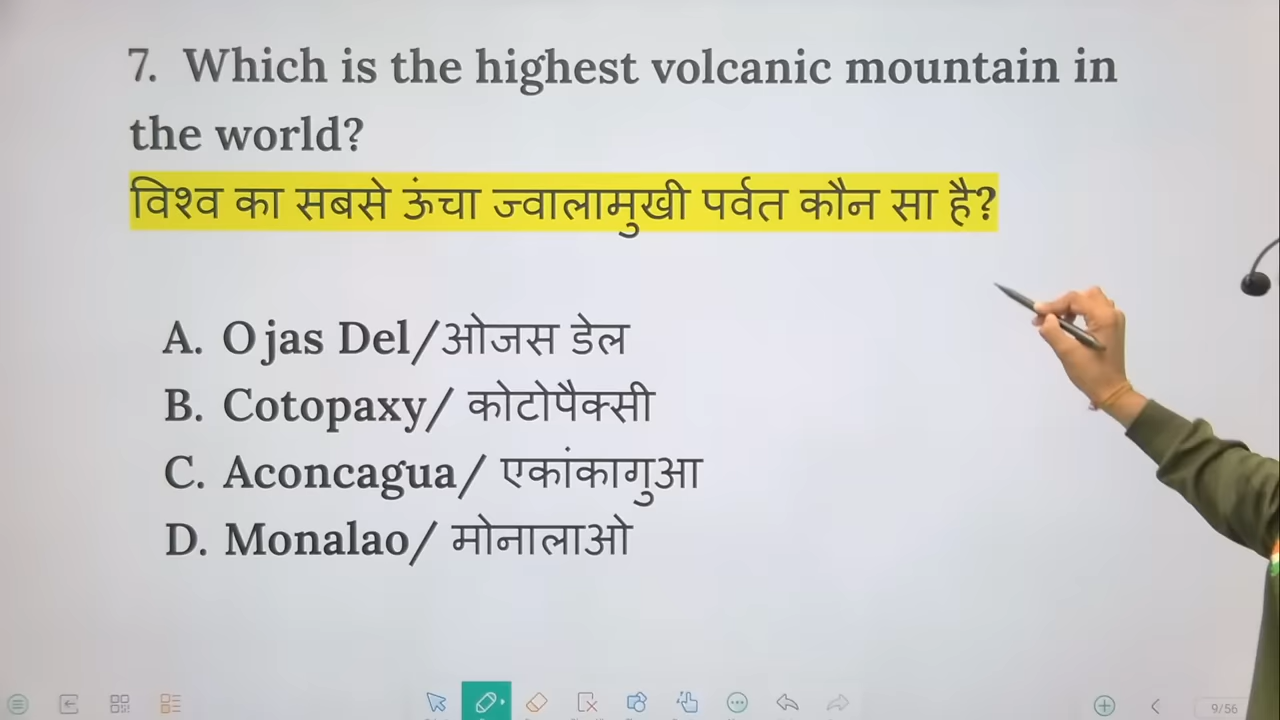 7. Which is the highest volcanic mountain in
the world?
विश्व का सबसे ऊंचा ज्वालामुखी पर्वत कौन सा है?
A. Ojas Del/ओजस डेल
B. Cotopaxy/ कोटोपैक्सी
C. Aconcagua/ एकांकागुआ
D. Monalao/ मोनालाओ
9/56